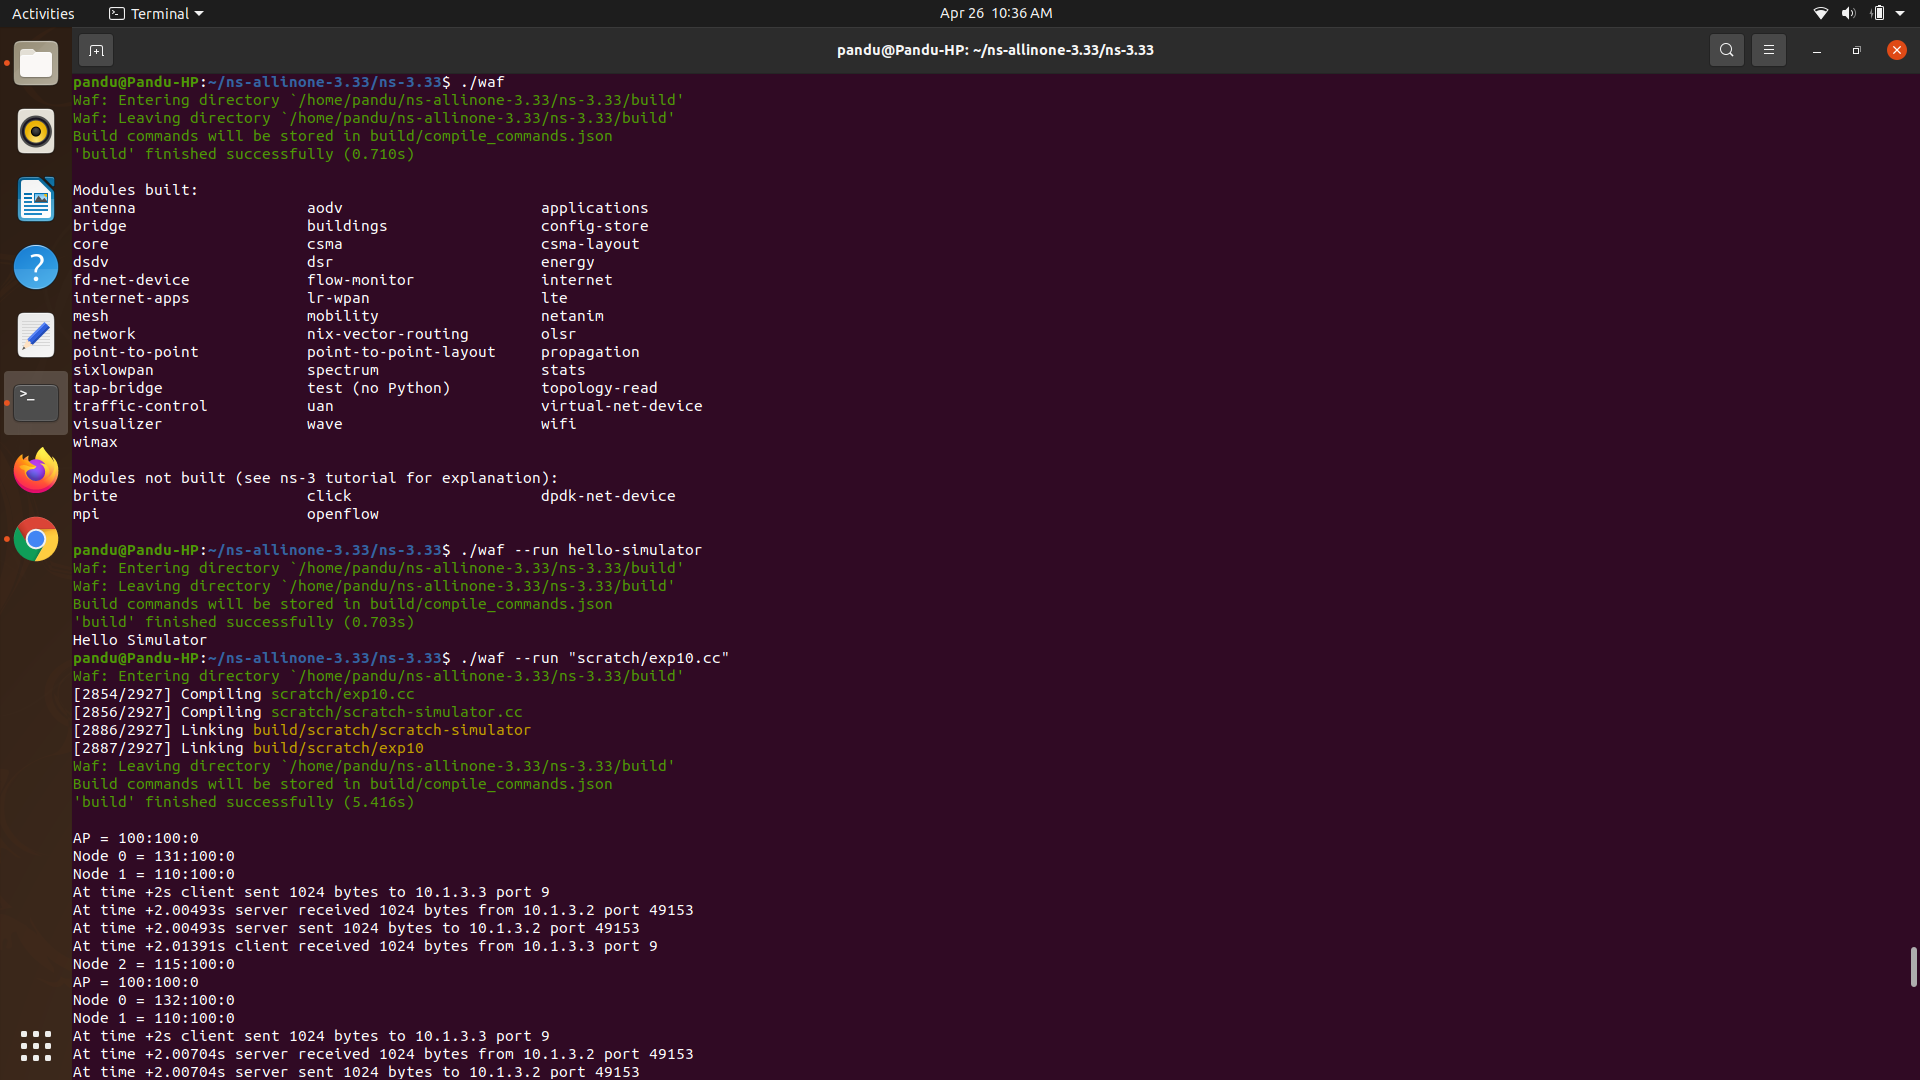 Activities Terminal Apr 26 10:36 AM
pandu@Pandu-HP: ~/ns-allinone-3.33/ns-3.33
pandu@Pandu-HP:~/ns-allinone-3.33/ns-3.33$ ./waf
Waf: Entering directory `/home/pandu/ns-allinone-3.33/ns-3.33/build'
Waf: Leaving directory `/home/pandu/ns-allinone-3.33/ns-3.33/build'
Build commands will be stored in build/compile_commands.json
'build' finished successfully (0.710s)
Modules built:
antenna aodv applications
bridge buildings config-store
core csma csma-layout
dsdv dsr energy
fd-net-device flow-monitor internet
internet-apps lr-wpan lte
mesh mobility netanim
network nix-vector-routing olsr
point-to-point point-to-point-layout propagation
sixlowpan spectrum stats
tap-bridge test (no Python) topology-read
traffic-control uan virtual-net-device
visualizer wave wifi
wimax
Modules not built (see ns-3 tutorial for explanation):
brite click dpdk-net-device
mpi openflow
pandu@Pandu-HP:~/ns-allinone-3.33/ns-3.33$ ./waf --run hello-simulator
Waf: Entering directory `/home/pandu/ns-allinone-3.33/ns-3.33/build'
Waf: Leaving directory `/home/pandu/ns-allinone-3.33/ns-3.33/build'
Build commands will be stored in build/compile_commands.json
'build' finished successfully (0.703s)
Hello Simulator
pandu@Pandu-HP:~/ns-allinone-3.33/ns-3.33$ ./waf --run "scratch/exp10.cc"
Waf: Entering directory `/home/pandu/ns-allinone-3.33/ns-3.33/build'
[2854/2927] Compiling scratch/exp10.cc
[2856/2927] Compiling scratch/scratch-simulator.cc
[2886/2927] Linking build/scratch/scratch-simulator
[2887/2927] Linking build/scratch/exp10
Waf: Leaving directory `/home/pandu/ns-allinone-3.33/ns-3.33/build'
Build commands will be stored in build/compile_commands.json
'build' finished successfully (5.416s)
AP = 100:100:0
Node 0 = 131:100:0
Node 1 = 110:100:0
At time +2s client sent 1024 bytes to 10.1.3.3 port 9
At time +2.00493s server received 1024 bytes from 10.1.3.2 port 49153
At time +2.00493s server sent 1024 bytes to 10.1.3.2 port 49153
At time +2.01391s client received 1024 bytes from 10.1.3.3 port 9
Node 2 = 115:100:0
AP = 100:100:0
Node 0 = 132:100:0
Node 1 = 110:100:0
At time +2s client sent 1024 bytes to 10.1.3.3 port 9
At time +2.00704s server received 1024 bytes from 10.1.3.2 port 49153
At time +2.00704s server sent 1024 bytes to 10.1.3.2 port 49153